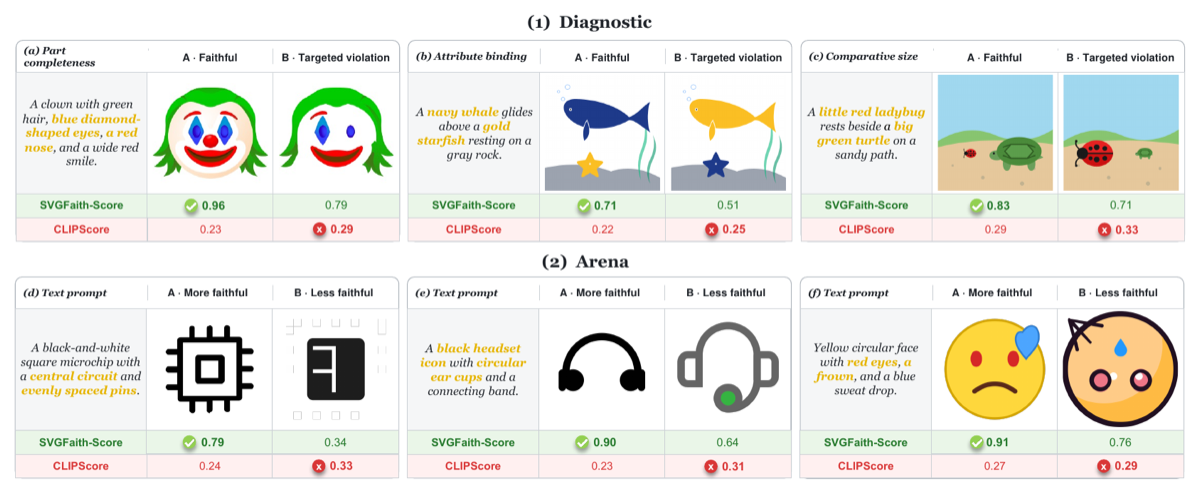 (1) Diagnostic
(a) Part
completeness
A · Faithful
B · Targeted violation
A clown with green
hair, blue diamond-
shaped eyes, a red
nose, and a wide red
smile.
SVGFaith-Score
0.96
0.79
CLIPScore
0.23
x 0.29
(b) Attribute binding
A · Faithful
B · Targeted violation
A navy whale glides
above a gold
starfish resting on a
gray rock.
SVGFaith-Score
0.71
0.51
CLIPScore
0.22
x 0.25
(c) Comparative size
A · Faithful
B · Targeted violation
A little red ladybug
rests beside a big
green turtle on a
sandy path.
SVGFaith-Score
0.83
0.71
CLIPScore
0.29
x 0.33
(2) Arena
(d) Text prompt
A · More faithful
B · Less faithful
A black-and-white
square microchip with
a central circuit and
evenly spaced pins.
SVGFaith-Score
0.79
0.34
CLIPScore
0.24
x 0.33
(e) Text prompt
A · More faithful
B · Less faithful
A black headset
icon with circular
ear cups and a
connecting band.
SVGFaith-Score
0.90
0.64
CLIPScore
0.23
x 0.31
(f) Text prompt
A · More faithful
B · Less faithful
Yellow circular face
with red eyes, a
frown, and a blue
sweat drop.
SVGFaith-Score
0.91
0.76
CLIPScore
0.27
x 0.29